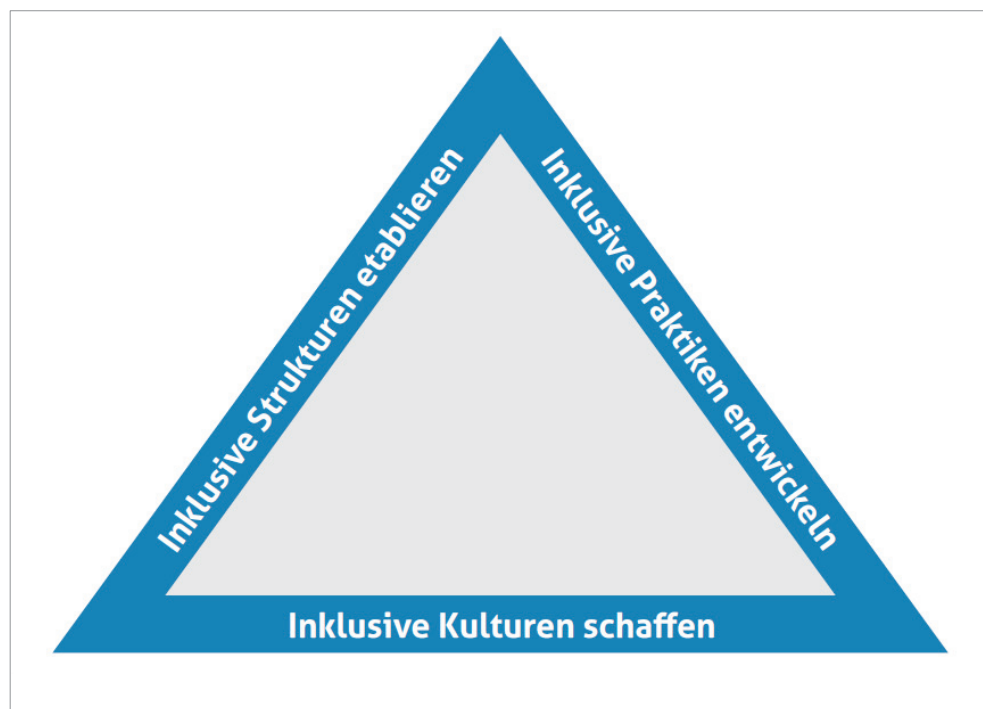 Inklusive Strukturen etablieren
Inklusive Praktiken entwickeln
Inklusive Kulturen schaffen